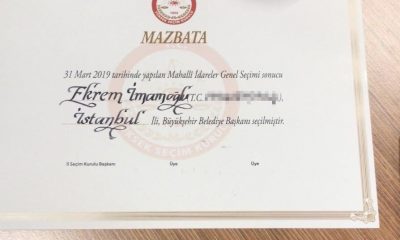 MAZBATA
31 Mart 2019 tarihinde yapılan Mahalli İdareler Genel Seçimi sonucu
Ekrem İmamoğlu (T.C.
İstanbul İli, Büyükşehir Belediye Başkanı seçilmiştir.
İl Seçim Kurulu Başkanı Üye Üye